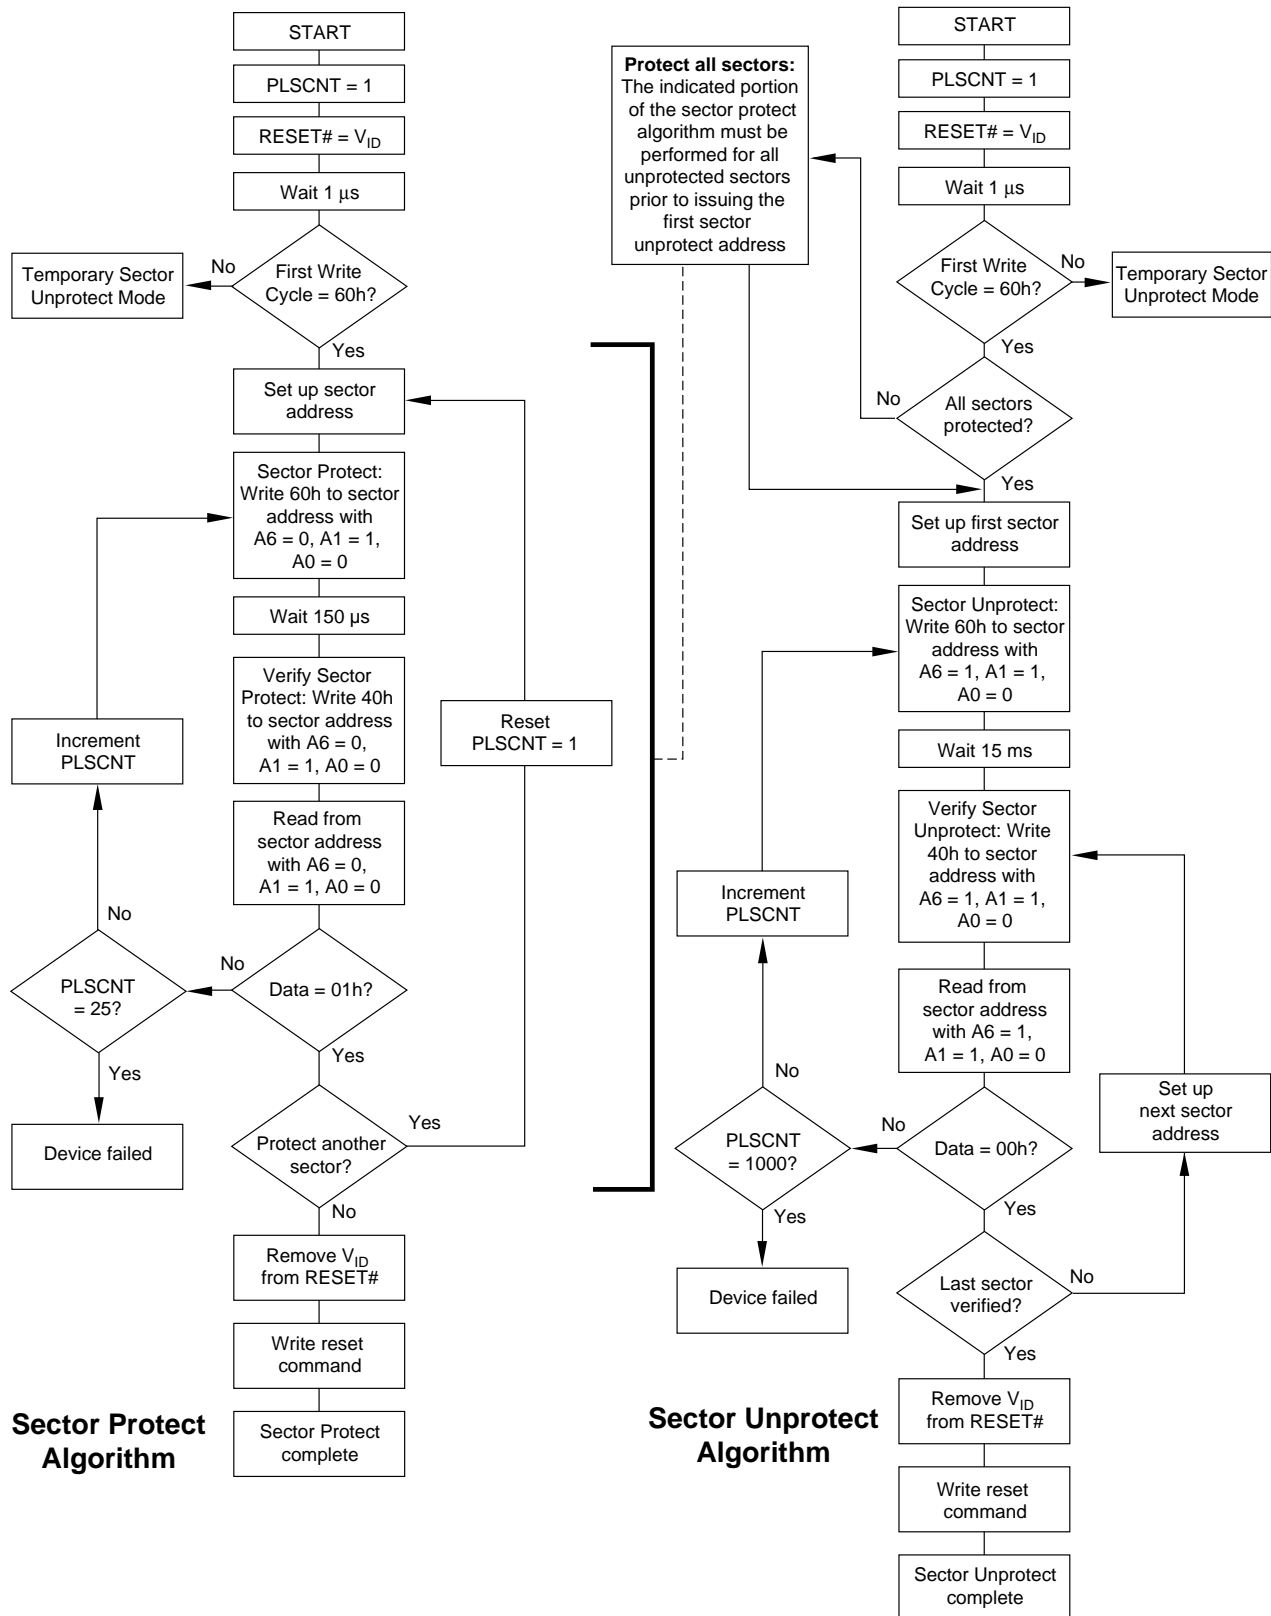 START
PLSCNT = 1
RESET# = VID
Wait 1 μs
First Write
Cycle = 60h?
No
Temporary Sector
Unprotect Mode
Yes
Set up sector
address
Sector Protect:
Write 60h to sector
address with
A6 = 0, A1 = 1,
A0 = 0
Wait 150 µs
Verify Sector
Protect: Write 40h
to sector address
with A6 = 0,
A1 = 1, A0 = 0
Read from
sector address
with A6 = 0,
A1 = 1, A0 = 0
Data = 01h?
No
PLSCNT
= 25?
No
Increment
PLSCNT
Yes
Device failed
Yes
Protect another
sector?
Yes
Reset
PLSCNT = 1
No
Remove VID
from RESET#
Write reset
command
Sector Protect
complete
Sector Protect
Algorithm
Protect all sectors:
The indicated portion
of the sector protect
algorithm must be
performed for all
unprotected sectors
prior to issuing the
first sector
unprotect address
START
PLSCNT = 1
RESET# = VID
Wait 1 μs
First Write
Cycle = 60h?
No
Temporary Sector
Unprotect Mode
Yes
All sectors
protected?
No
Yes
Set up first sector
address
Sector Unprotect:
Write 60h to sector
address with
A6 = 1, A1 = 1,
A0 = 0
Wait 15 ms
Verify Sector
Unprotect: Write
40h to sector
address with
A6 = 1, A1 = 1,
A0 = 0
Read from
sector address
with A6 = 1,
A1 = 1, A0 = 0
Data = 00h?
No
PLSCNT
= 1000?
No
Increment
PLSCNT
Yes
Device failed
Yes
Last sector
verified?
No
Set up
next sector
address
Yes
Remove VID
from RESET#
Write reset
command
Sector Unprotect
complete
Sector Unprotect
Algorithm